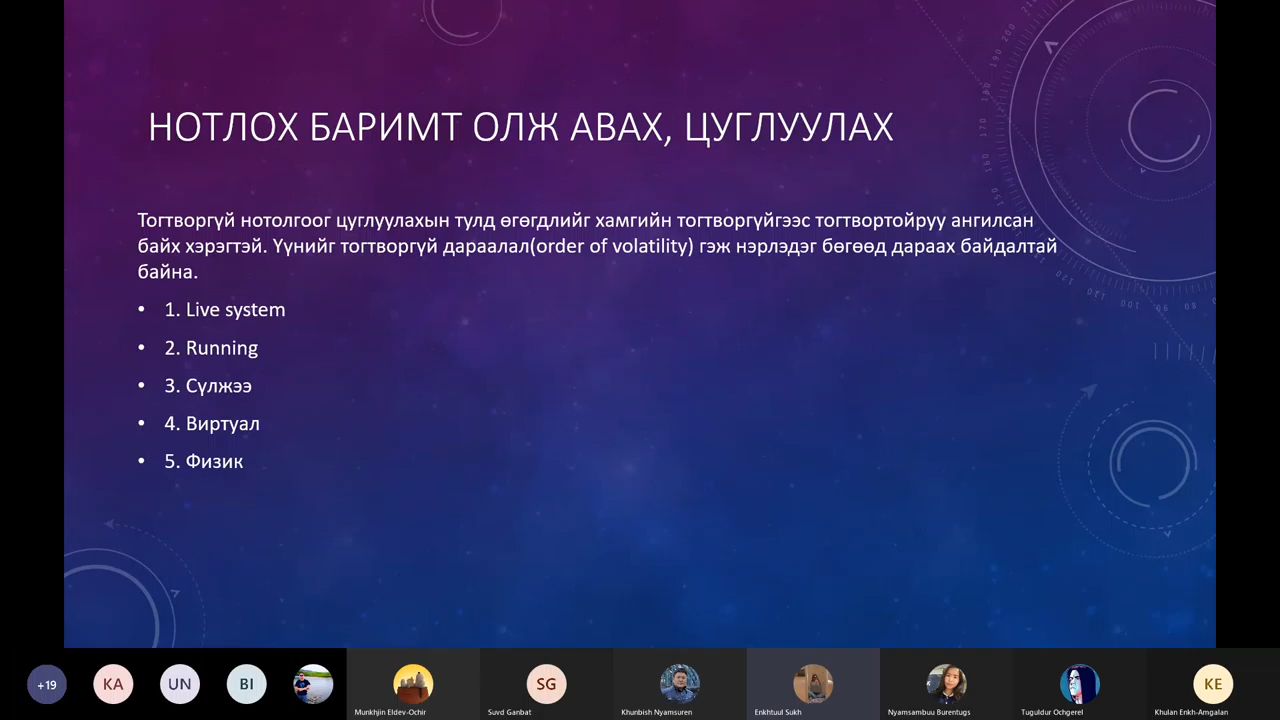 НОТЛОХ БАРИМТ ОЛЖ АВАХ, ЦУГЛУУЛАХ
Тогтворгүй нотолгоог цуглуулахын тулд өгөгдлийг хамгийн тогтворгүйгээс тогтвортойруу ангилсан
байх хэрэгтэй. Үүнийг тогтворгүй дараалал(order of volatility) гэж нэрлэдэг бөгөөд дараах байдалтай
байна.
• 1. Live system
• 2. Running
• 3. Сүлжээ
• 4. Виртуал
• 5. Физик
+19 KA UN BI SG KE
Munkhjin Eldev-Ochir Suvd Ganbat Khunbish Nyamsuren Enkhtuul Sukh Nyamsambuu Burentugs Tuguldur Ochgerel Khulan Enkh-Amgalan